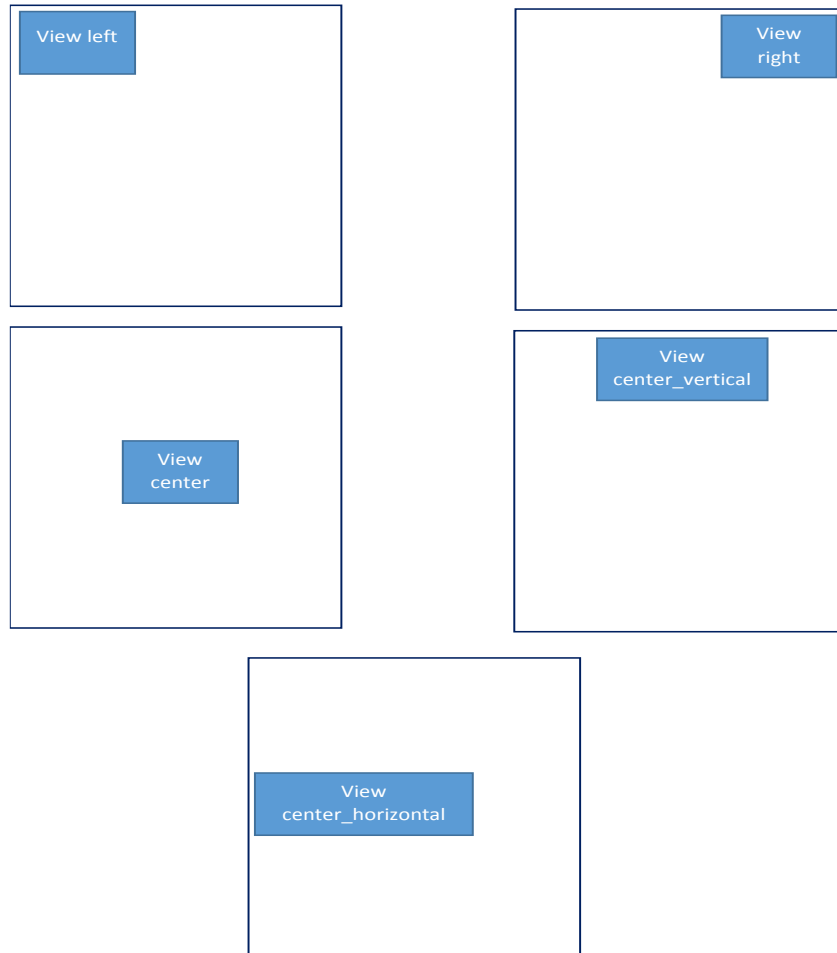 View left
View
right
View
center
View
center_vertical
View
center_horizontal